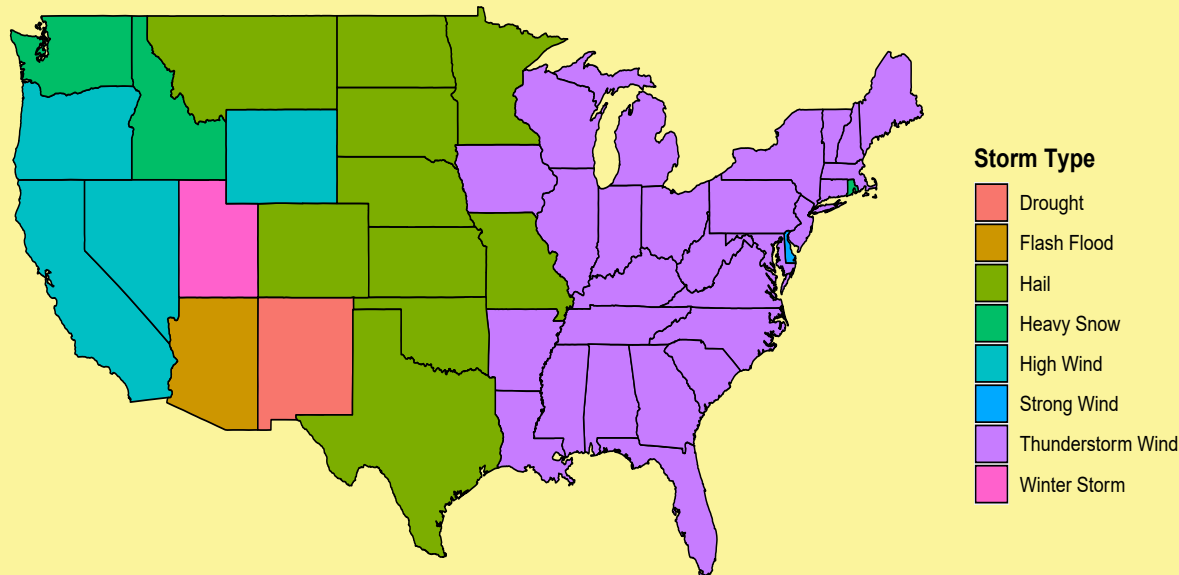 Storm Type
Drought
Flash Flood
Hail
Heavy Snow
High Wind
Strong Wind
Thunderstorm Wind
Winter Storm